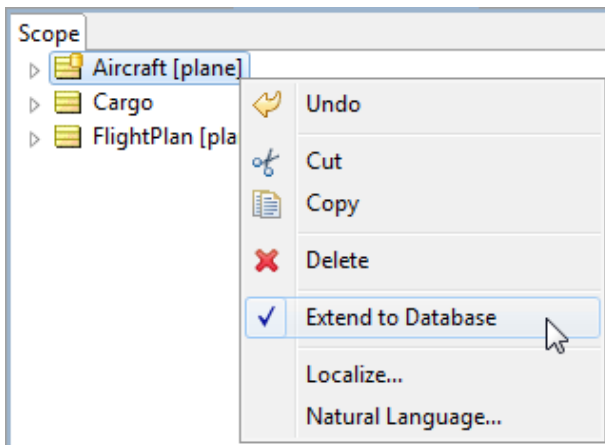 Scope
Aircraft [plane]
Cargo
FlightPlan [pla
Undo
Cut
Copy
Delete
Extend to Database
Localize...
Natural Language...